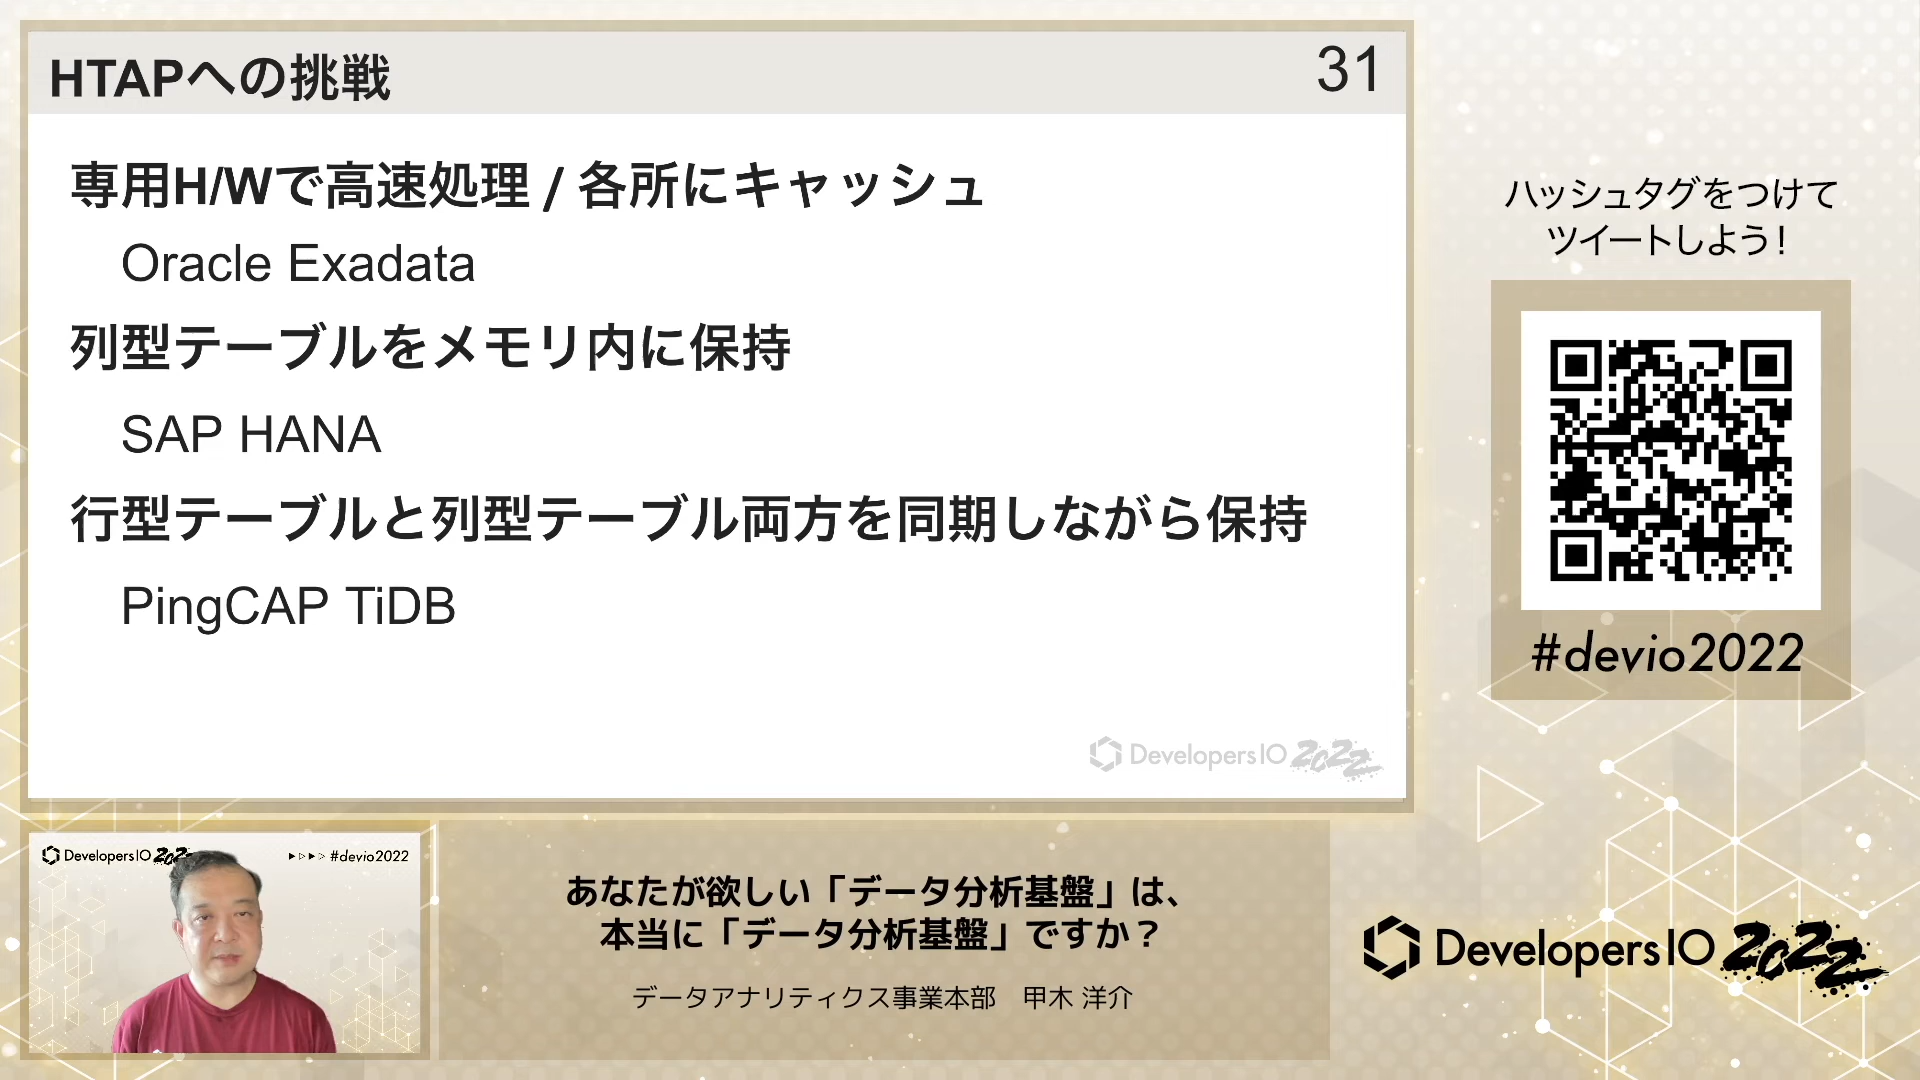 HTAPへの挑戦
31
専用H/Wで高速処理 / 各所にキャッシュ
Oracle Exadata
列型テーブルをメモリ内に保持
SAP HANA
行型テーブルと列型テーブル両方を同期しながら保持
PingCAP TiDB
DevelopersIO 2022
ハッシュタグをつけて
ツイートしよう!
#devio2022
DevelopersIO 2022
#devio2022
あなたが欲しい「データ分析基盤」は、
本当に「データ分析基盤」ですか？
データアナリティクス事業本部　甲木 洋介
DevelopersIO 2022